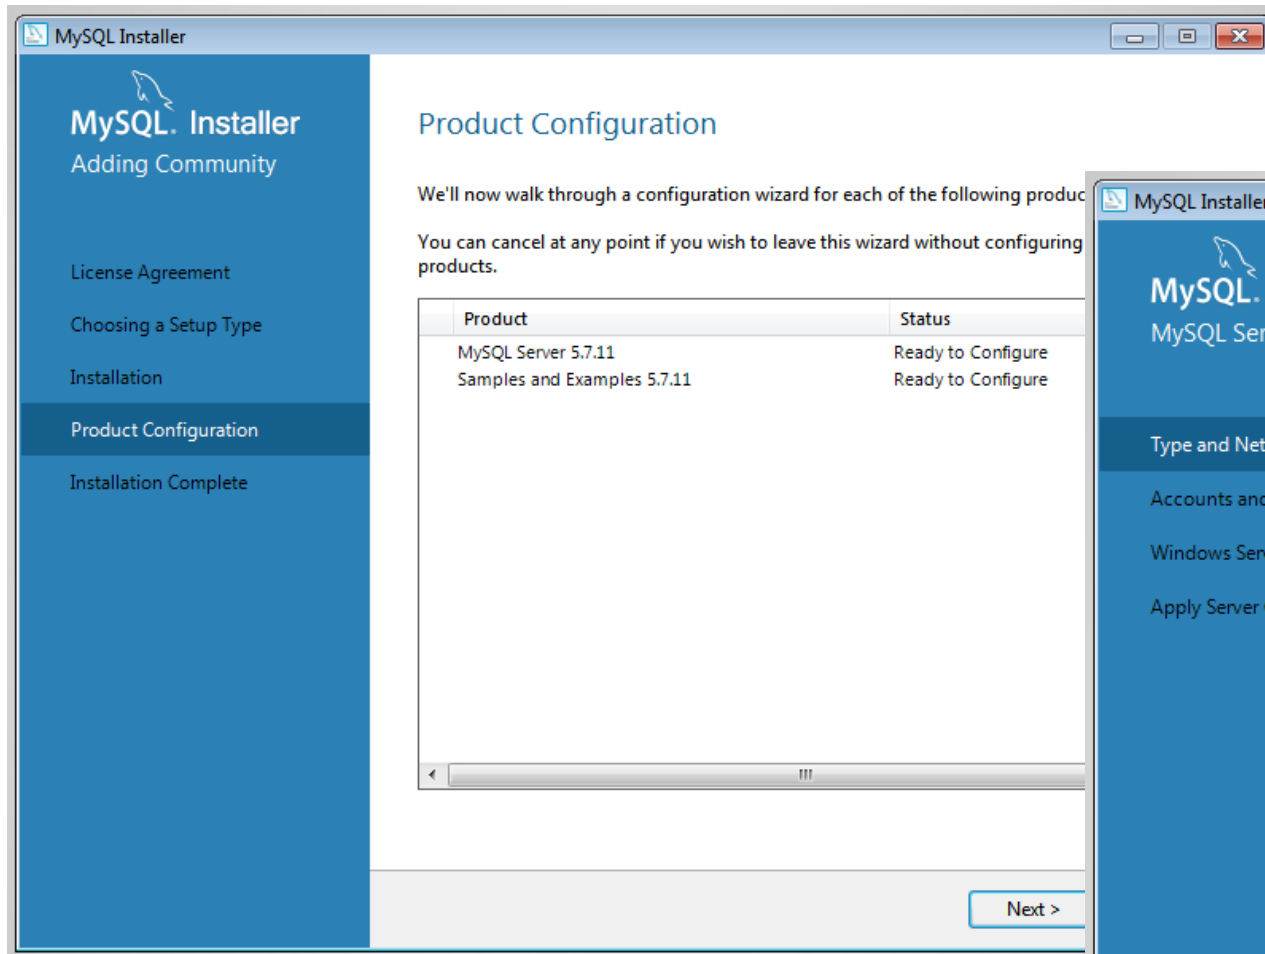 MySQL Installer
MySQL. Installer
Adding Community
License Agreement
Choosing a Setup Type
Installation
Product Configuration
Installation Complete
Product Configuration
We'll now walk through a configuration wizard for each of the following produc
You can cancel at any point if you wish to leave this wizard without configuring
products.
Product Status
MySQL Server 5.7.11 Ready to Configure
Samples and Examples 5.7.11 Ready to Configure
Next >
MySQL Installer
MySQL.
MySQL Ser
Type and Net
Accounts and
Windows Ser
Apply Server